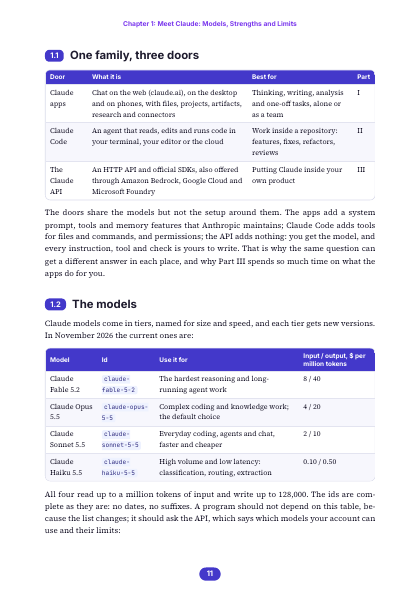 Chapter 1: Meet Claude: Models, Strengths and Limits
1.1 One family, three doors
Door What it is Best for Part
Claude apps Chat on the web (claude.ai), on the desktop and on phones, with files, projects, artifacts, research and connectors Thinking, writing, analysis and one-off tasks, alone or as a team I
Claude Code An agent that reads, edits and runs code in your terminal, your editor or the cloud Work inside a repository: features, fixes, refactors, reviews II
The Claude API An HTTP API and official SDKs, also offered through Amazon Bedrock, Google Cloud and Microsoft Foundry Putting Claude inside your own product III
The doors share the models but not the setup around them. The apps add a system
prompt, tools and memory features that Anthropic maintains; Claude Code adds tools
for files and commands, and permissions; the API adds nothing: you get the model, and
every instruction, tool and check is yours to write. That is why the same question can
get a different answer in each place, and why Part III spends so much time on what the
apps do for you.
1.2 The models
Claude models come in tiers, named for size and speed, and each tier gets new versions.
In November 2026 the current ones are:
Model Id Use it for Input / output, $ per million tokens
Claude Fable 5.2 claude-fable-5-2 The hardest reasoning and long-running agent work 8 / 40
Claude Opus 5.5 claude-opus-5-5 Complex coding and knowledge work; the default choice 4 / 20
Claude Sonnet 5.5 claude-sonnet-5-5 Everyday coding, agents and chat, faster and cheaper 2 / 10
Claude Haiku 5.5 claude-haiku-5-5 High volume and low latency: classification, routing, extraction 0.10 / 0.50
All four read up to a million tokens of input and write up to 128,000. The ids are com-
plete as they are: no dates, no suffixes. A program should not depend on this table, be-
cause the list changes; it should ask the API, which says which models your account can
use and their limits:
11